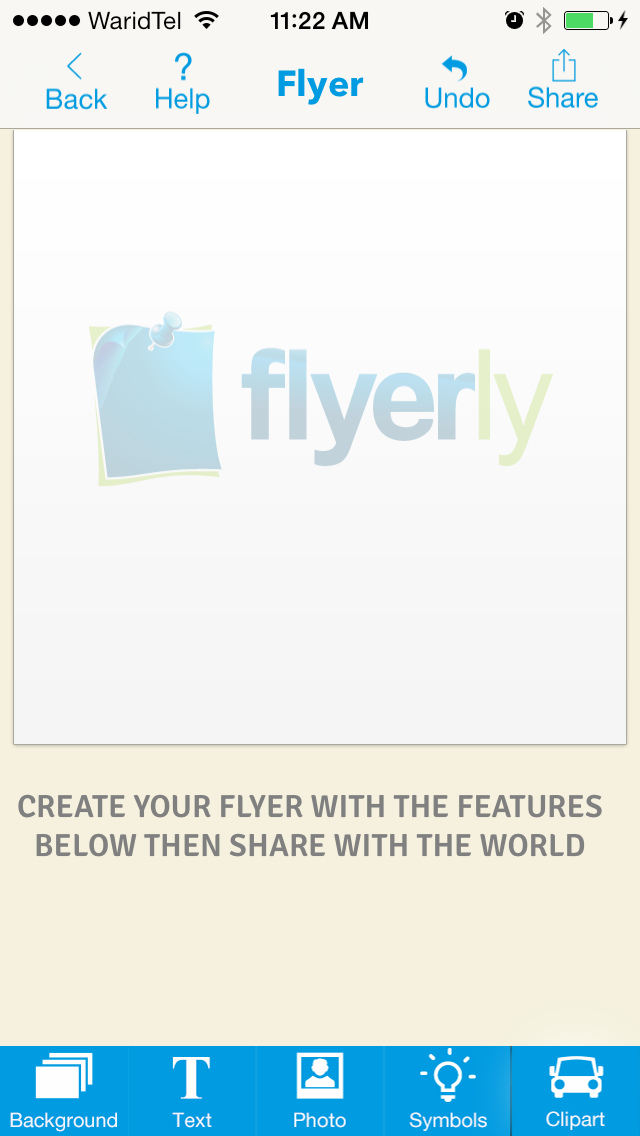 WaridTel 11:22 AM
Back Help Flyer Undo Share
flyerly
CREATE YOUR FLYER WITH THE FEATURES
BELOW THEN SHARE WITH THE WORLD
Background Text Photo Symbols Clipart